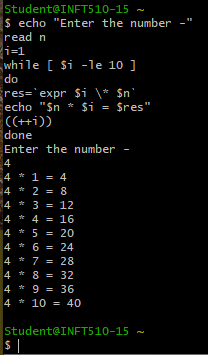 Student@INFT510-15 ~
$ echo "Enter the number -"
read n
i=1
while [ $i -le 10 ]
do
res=`expr $i \* $n`
echo "$n * $i = $res"
((++i))
done
Enter the number -
4
4 * 1 = 4
4 * 2 = 8
4 * 3 = 12
4 * 4 = 16
4 * 5 = 20
4 * 6 = 24
4 * 7 = 28
4 * 8 = 32
4 * 9 = 36
4 * 10 = 40
Student@INFT510-15 ~
$